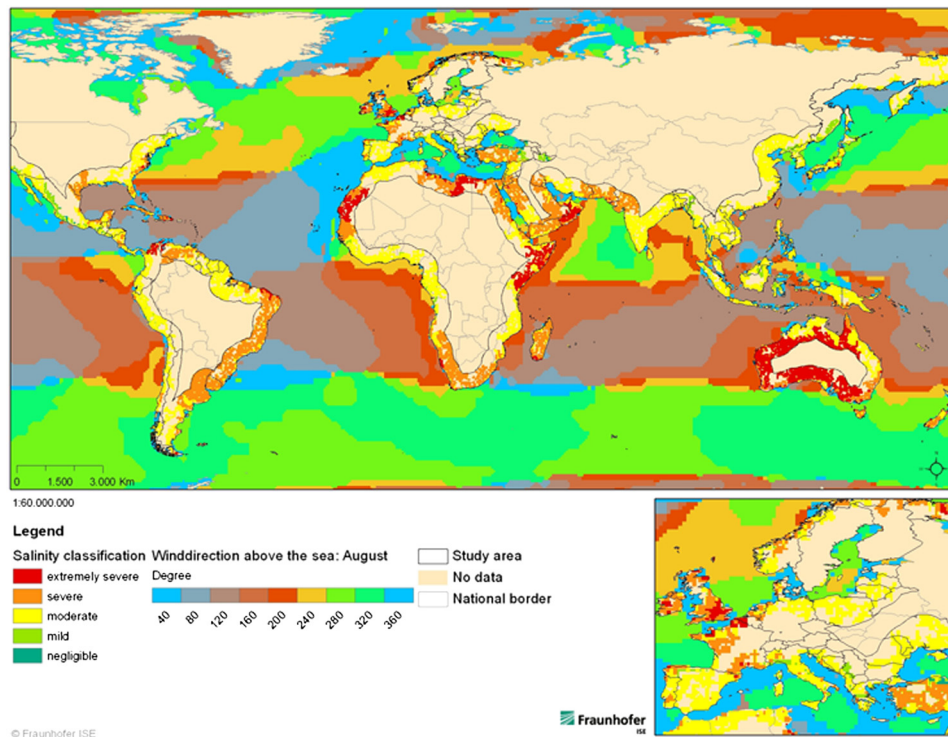 0 1.500 3.000 Km
1:60.000.000
Legend
Salinity classification
extremely severe
severe
moderate
mild
negligible
Winddirection above the sea: August
Degree
40 80 120 160 200 240 280 320 360
Study area
No data
National border
Fraunhofer
ISE
© Fraunhofer ISE